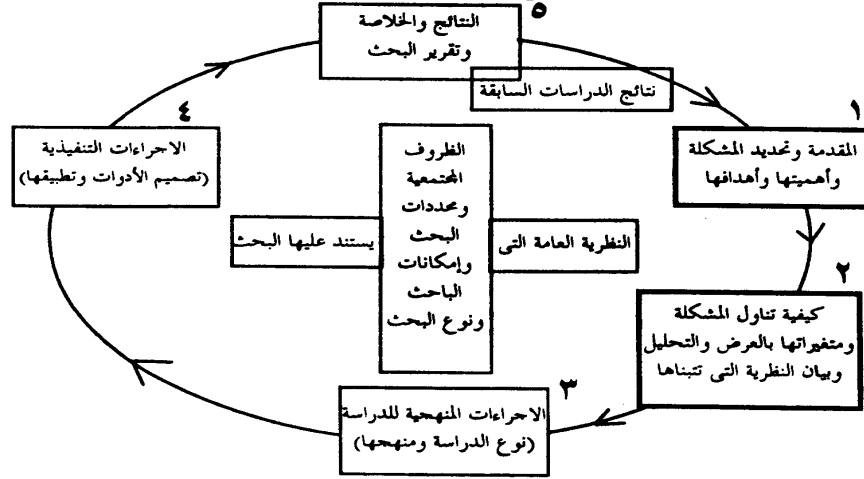 ٥
النتائج والخلاصة
وتقرير البحث
نتائج الدراسات السابقة
١
المقدمة وتحديد المشكلة
وأهميتها وأهدافها
٢
كيفية تناول المشكلة
ومتغيراتها بالعرض والتحليل
وبيان النظرية التى تتبناها
٣
الاجراءات المنهجية للدراسة
(نوع الدراسة ومنهجها)
٤
الاجراءات التنفيذية
(تصميم الأدوات وتطبيقها)
الظروف
المجتمعية
ومحددات
البحث
وإمكانات
الباحث
ونوع البحث
النظرية العامة التى
يستند عليها البحث